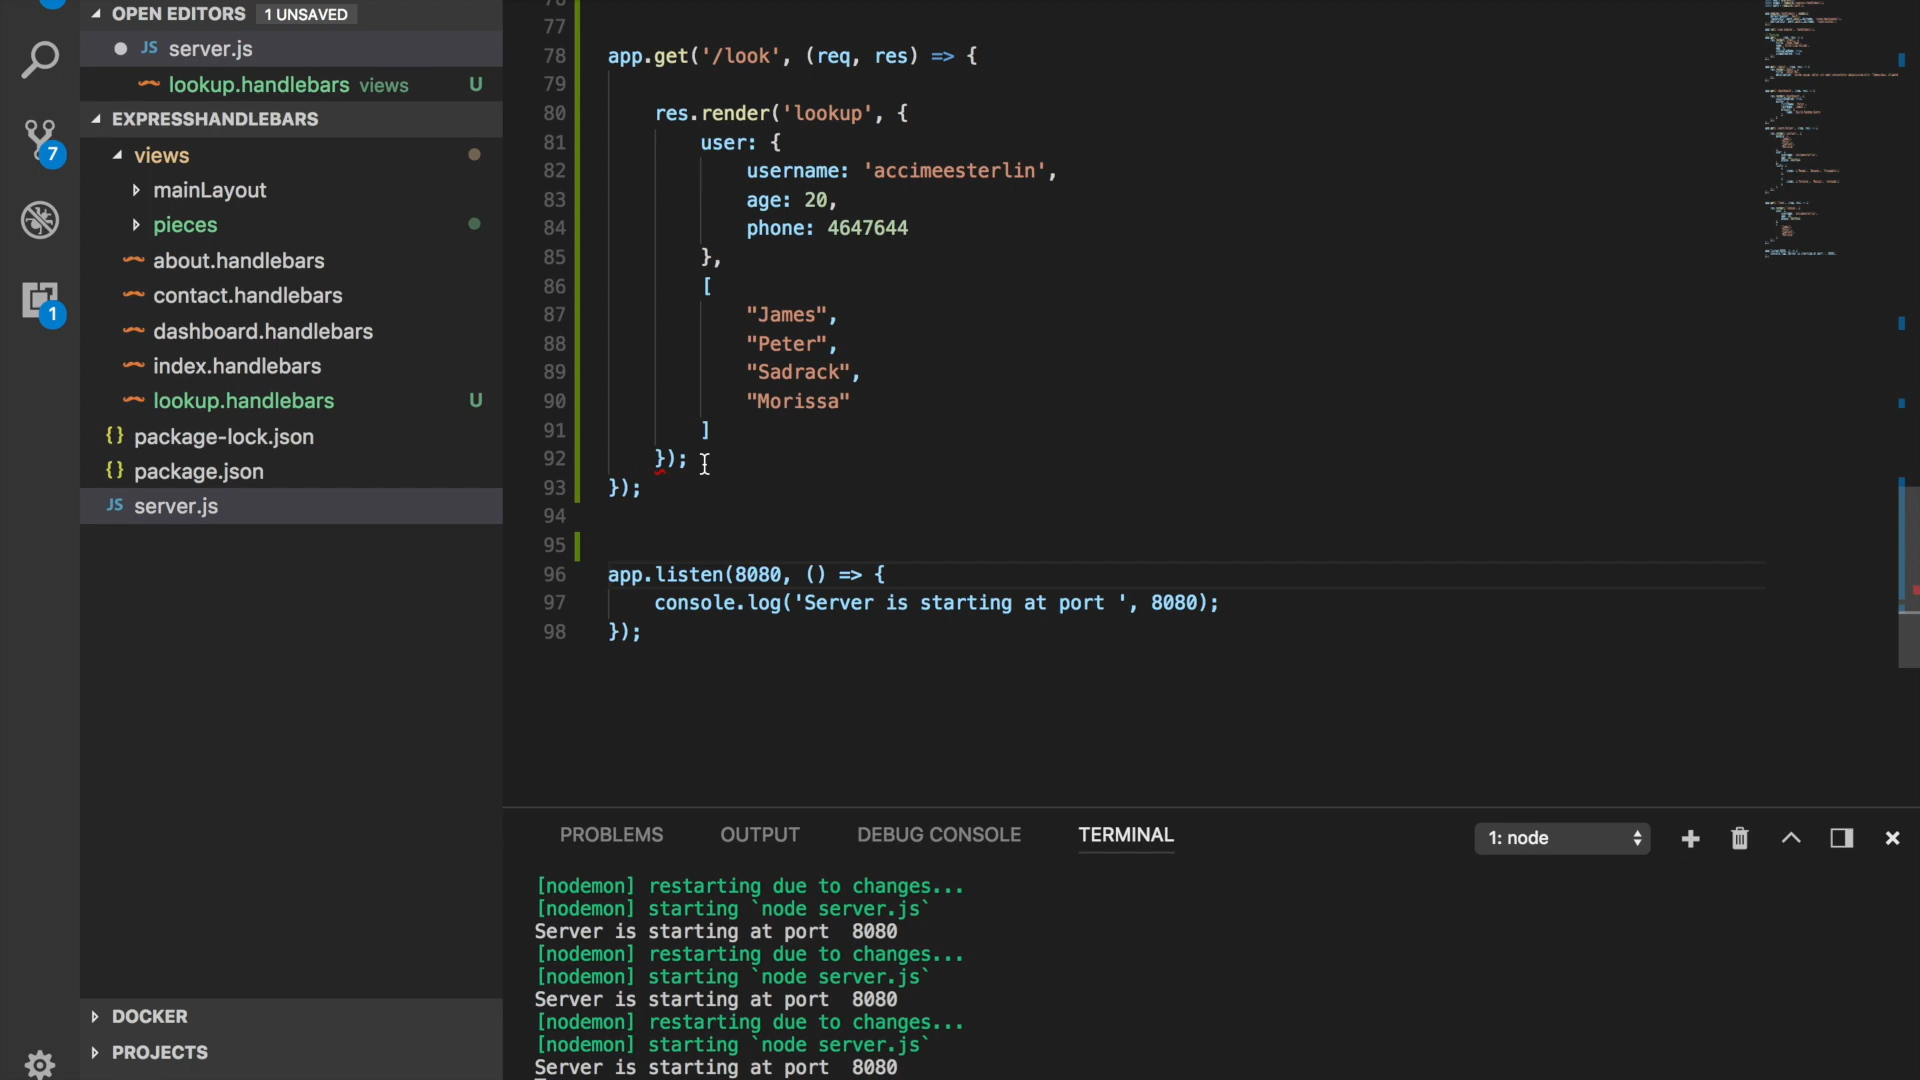 OPEN EDITORS 1 UNSAVED
JS server.js
lookup.handlebars views U
EXPRESSHANDLEBARS
views
mainLayout
pieces
about.handlebars
contact.handlebars
dashboard.handlebars
index.handlebars
lookup.handlebars U
{} package-lock.json
{} package.json
JS server.js
DOCKER
PROJECTS
7
1
77
78 app.get('/look', (req, res) => {
79
80 res.render('lookup', {
81 user: {
82 username: 'accimeesterlin',
83 age: 20,
84 phone: 4647644
85 },
86 [
87 "James",
88 "Peter",
89 "Sadrack",
90 "Morissa"
91 ]
92 });
93 });
94
95
96 app.listen(8080, () => {
97 console.log('Server is starting at port ', 8080);
98 });
PROBLEMS OUTPUT DEBUG CONSOLE TERMINAL 1: node
[nodemon] restarting due to changes...
[nodemon] starting `node server.js`
Server is starting at port  8080
[nodemon] restarting due to changes...
[nodemon] starting `node server.js`
Server is starting at port  8080
[nodemon] restarting due to changes...
[nodemon] starting `node server.js`
Server is starting at port  8080